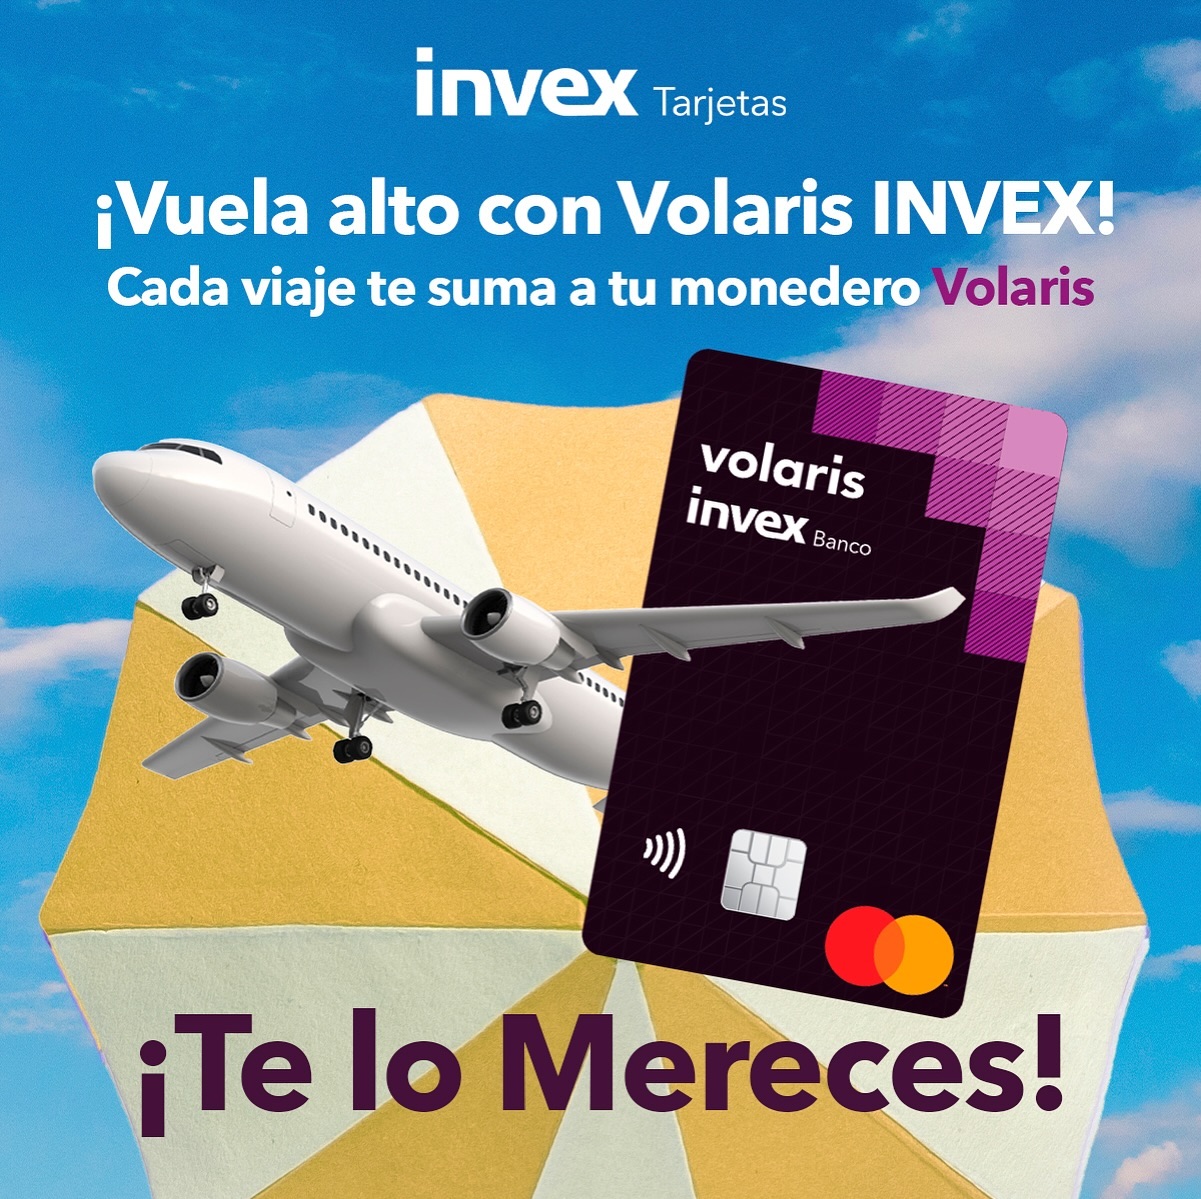 invex Tarjetas
¡Vuela alto con Volaris INVEX!
Cada viaje te suma a tu monedero Volaris
volaris
invex Banco
¡Te lo Mereces!